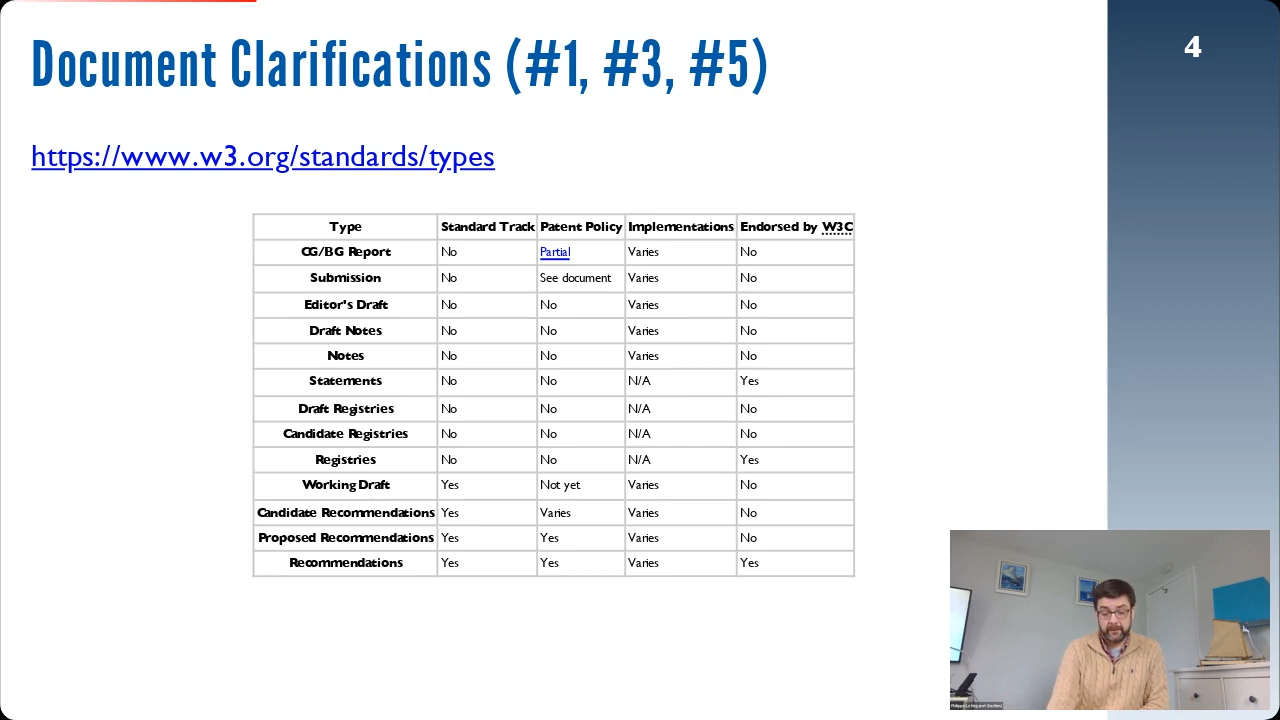 Document Clarifications (#1, #3, #5)
4
https://www.w3.org/standards/types
Type Standard Track Patent Policy Implementations Endorsed by W3C
CG/BG Report No Partial Varies No
Submission No See document Varies No
Editor's Draft No No Varies No
Draft Notes No No Varies No
Notes No No Varies No
Statements No No N/A Yes
Draft Registries No No N/A No
Candidate Registries No No N/A No
Registries No No N/A Yes
Working Draft Yes Not yet Varies No
Candidate Recommendations Yes Varies Varies No
Proposed Recommendations Yes Yes Varies No
Recommendations Yes Yes Varies Yes